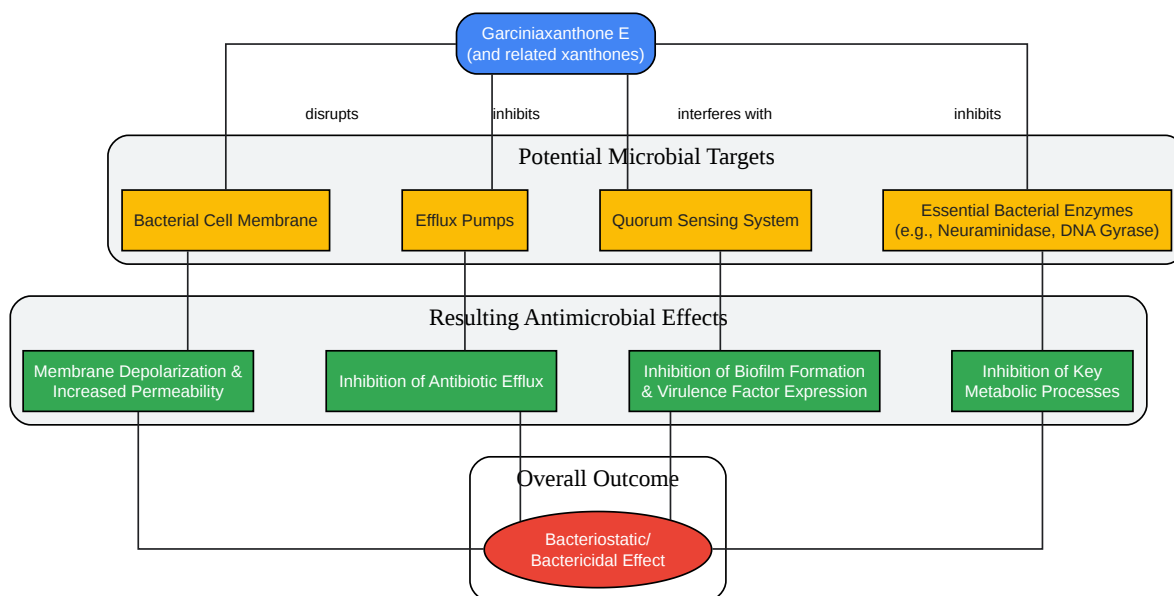 Garciniaxanthone E
(and related xanthones)
disrupts
inhibits
interferes with
inhibits
Potential Microbial Targets
Bacterial Cell Membrane
Efflux Pumps
Quorum Sensing System
Essential Bacterial Enzymes
(e.g., Neuraminidase, DNA Gyrase)
Resulting Antimicrobial Effects
Membrane Depolarization &
Increased Permeability
Inhibition of Antibiotic Efflux
Inhibition of Biofilm Formation
& Virulence Factor Expression
Inhibition of Key
Metabolic Processes
Overall Outcome
Bacteriostatic/
Bactericidal Effect